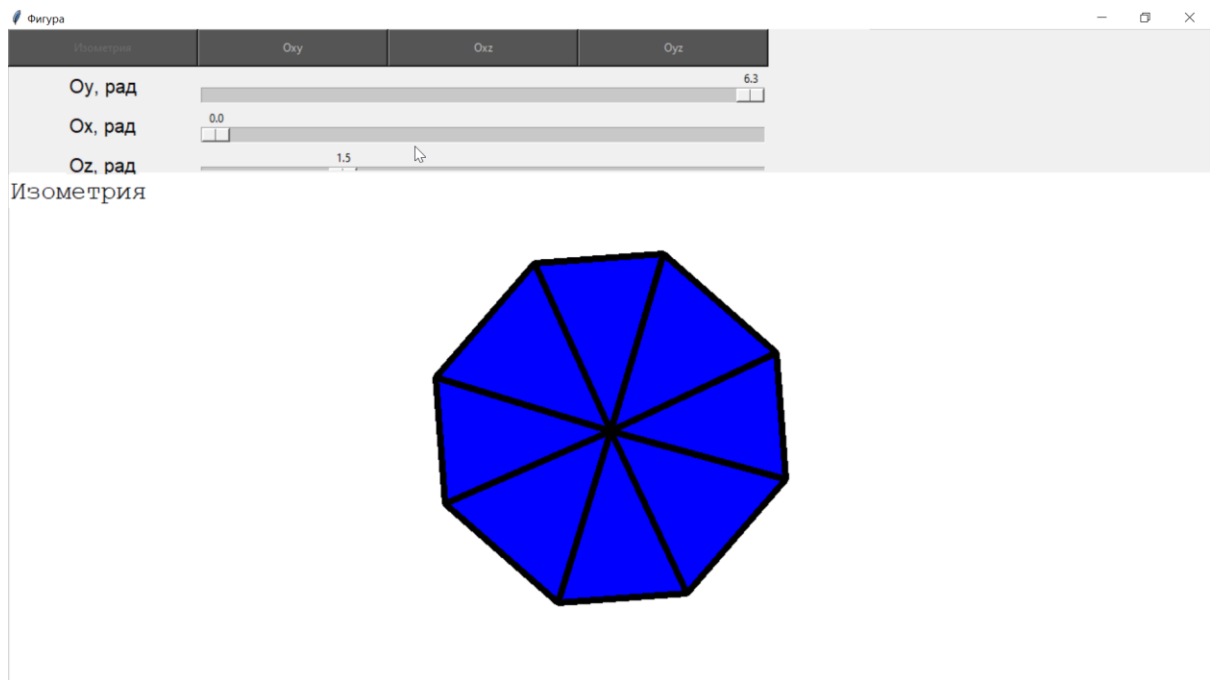 Фигура
Изометрия Oxy Oxz Oyz
Oy, рад 6.3
Ox, рад 0.0
Oz, рад 1.5
Изометрия